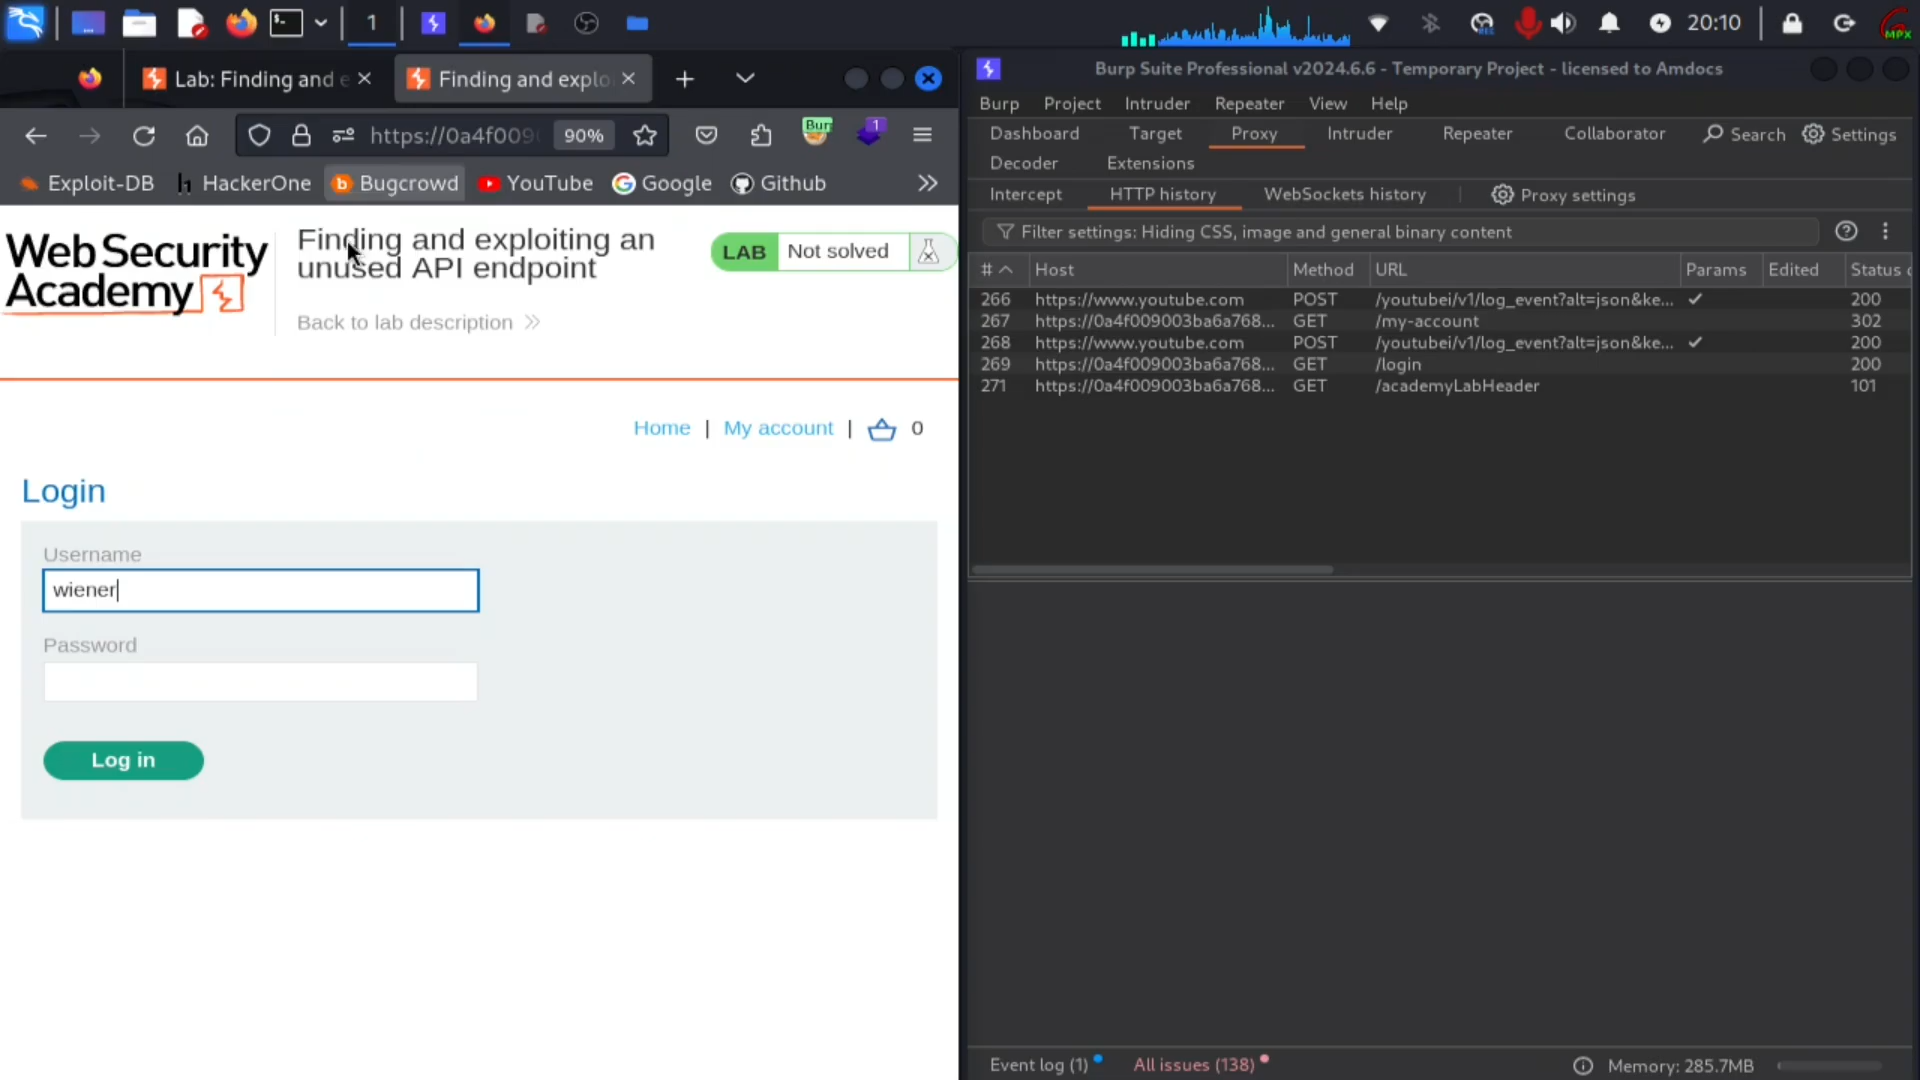 1
20:10
MPX
Lab: Finding and e
Finding and explo
https://0a4f009
90%
Bur
1
Exploit-DB
h1 HackerOne
b Bugcrowd
YouTube
Google
Github
Web Security
Academy
Finding and exploiting an
unused API endpoint
Back to lab description
LAB Not solved
Home | My account | 0
Login
Username
wiener
Password
Log in
Burp Suite Professional v2024.6.6 - Temporary Project - licensed to Amdocs
Burp Project Intruder Repeater View Help
Dashboard Target Proxy Intruder Repeater Collaborator Search Settings
Decoder Extensions
Intercept HTTP history WebSockets history | Proxy settings
Filter settings: Hiding CSS, image and general binary content
# Host Method URL Params Edited Status c
266 https://www.youtube.com POST /youtubei/v1/log_event?alt=json&ke... ✓ 200
267 https://0a4f009003ba6a768... GET /my-account 302
268 https://www.youtube.com POST /youtubei/v1/log_event?alt=json&ke... ✓ 200
269 https://0a4f009003ba6a768... GET /login 200
271 https://0a4f009003ba6a768... GET /academyLabHeader 101
Event log (1) All issues (138) Memory: 285.7MB